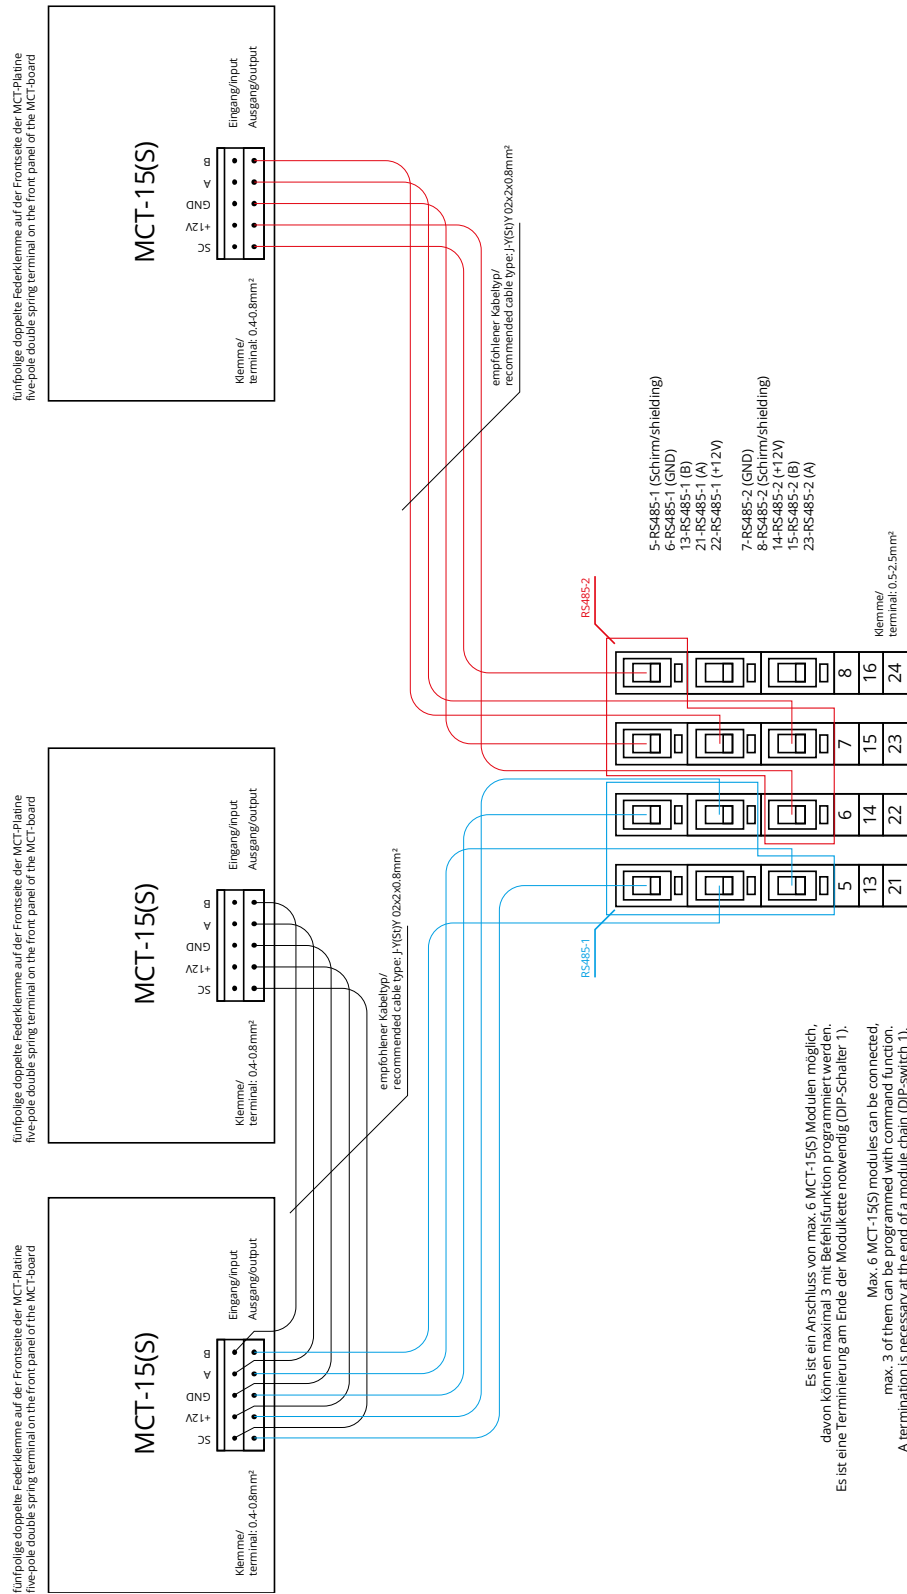 fünfpolige doppelte Federklemme auf der Frontseite der MCT-Platine
five-pole double spring terminal on the front panel of the MCT-board
MCT-15(S)
SC
+12V
GND
A
B
Eingang/input
Ausgang/output
Klemme/
terminal: 0.4-0.8mm²
fünfpolige doppelte Federklemme auf der Frontseite der MCT-Platine
five-pole double spring terminal on the front panel of the MCT-board
MCT-15(S)
SC
+12V
GND
A
B
Eingang/input
Ausgang/output
Klemme/
terminal: 0.4-0.8mm²
fünfpolige doppelte Federklemme auf der Frontseite der MCT-Platine
five-pole double spring terminal on the front panel of the MCT-board
MCT-15(S)
SC
+12V
GND
A
B
Eingang/input
Ausgang/output
Klemme/
terminal: 0.4-0.8mm²
empfohlener Kabeltyp/
recommended cable type: J-Y(St)Y 02x2x0.8mm²
empfohlener Kabeltyp/
recommended cable type: J-Y(St)Y 02x2x0.8mm²
RS485-1
RS485-2
5-RS485-1 (Schirm/shielding)
6-RS485-1 (GND)
13-RS485-1 (B)
21-RS485-1 (A)
22-RS485-1 (+12V)
7-RS485-2 (GND)
8-RS485-2 (Schirm/shielding)
14-RS485-2 (+12V)
15-RS485-2 (B)
23-RS485-2 (A)
5
6
7
8
13
14
15
16
21
22
23
24
Klemme/
terminal: 0.5-2.5mm²
Es ist ein Anschluss von max. 6 MCT-15(S) Modulen möglich,
davon können maximal 3 mit Befehlsfunktion programmiert werden.
Es ist eine Terminierung am Ende der Modulkette notwendig (DIP-Schalter 1).
Max. 6 MCT-15(S) modules can be connected,
max. 3 of them can be programmed with command function.
A termination is necessary at the end of a module chain (DIP-switch 1).